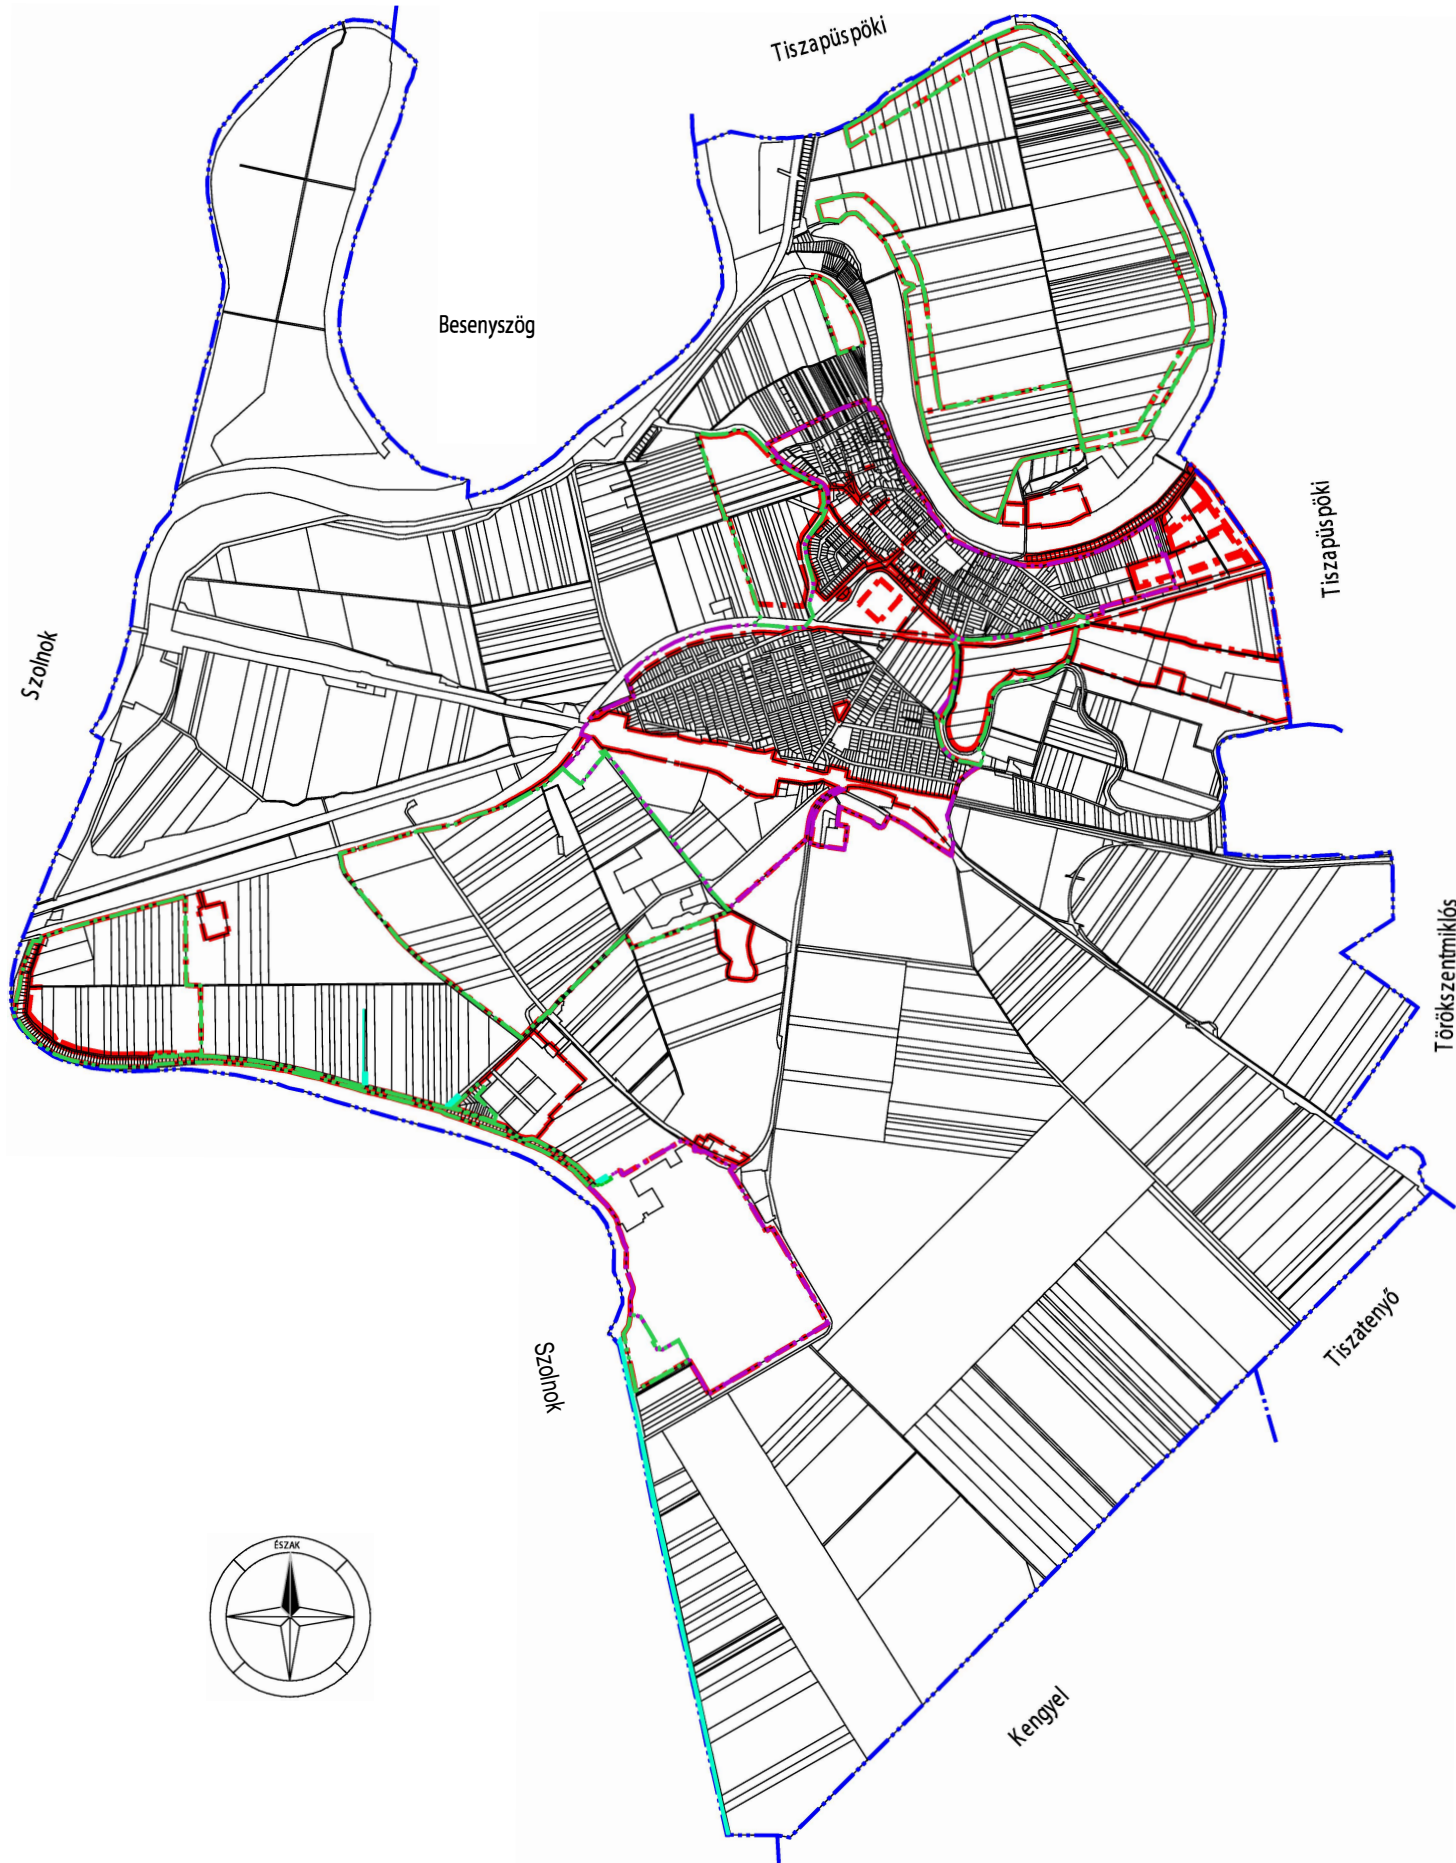 Tiszapüspöki
Besenyszög
Tiszapüspöki
Szolnok
Törökszentmiklós
Tiszatenyő
Szolnok
ÉSZAK
Kengyel